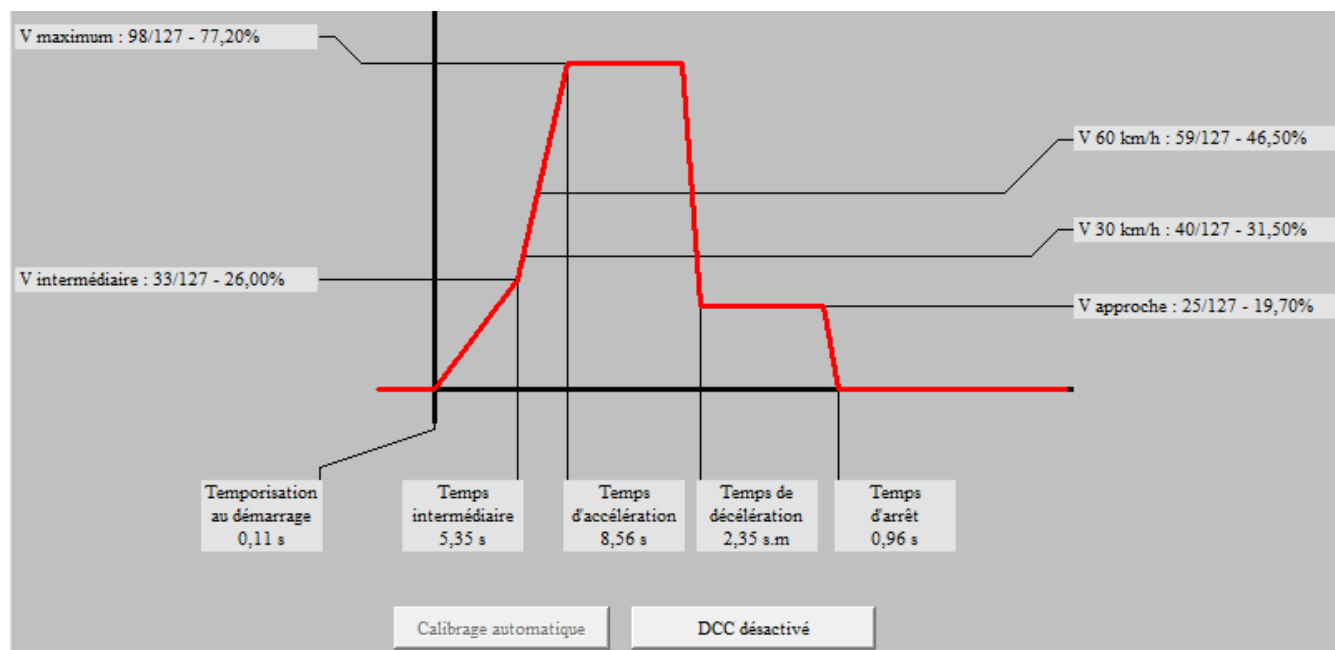 V maximum : 98/127 - 77,20%
V 60 km/h : 59/127 - 46,50%
V 30 km/h : 40/127 - 31,50%
V intermédiaire : 33/127 - 26,00%
V approche : 25/127 - 19,70%
Temporisation
au démarrage
0,11 s
Temps
intermédiaire
5,35 s
Temps
d'accélération
8,56 s
Temps de
décélération
2,35 s.m
Temps
d'arrêt
0,96 s
Calibrage automatique
DCC désactivé